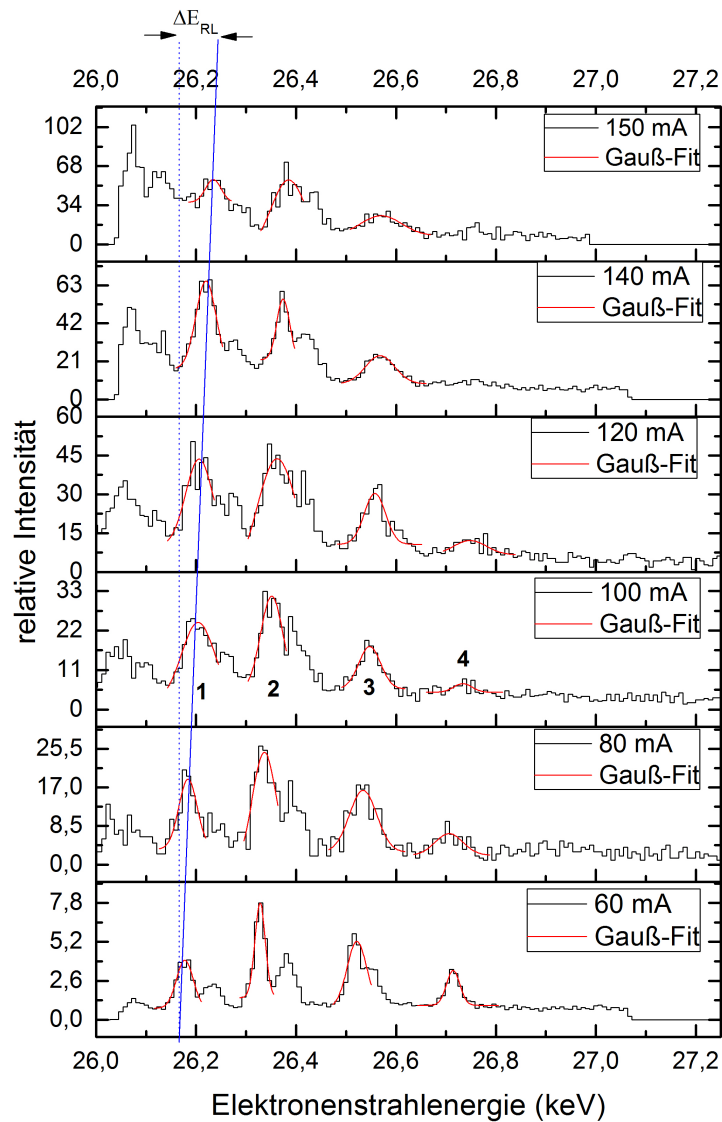 ΔE_RL
26,0 26,2 26,4 26,6 26,8 27,0 27,2
102
68
34
0
150 mA
Gauß-Fit
63
42
21
0
140 mA
Gauß-Fit
60
45
30
15
0
120 mA
Gauß-Fit
33
22
11
0
100 mA
Gauß-Fit
1 2 3 4
25,5
17,0
8,5
0,0
80 mA
Gauß-Fit
7,8
5,2
2,6
0,0
60 mA
Gauß-Fit
relative Intensität
26,0 26,2 26,4 26,6 26,8 27,0 27,2
Elektronenstrahlenergie (keV)